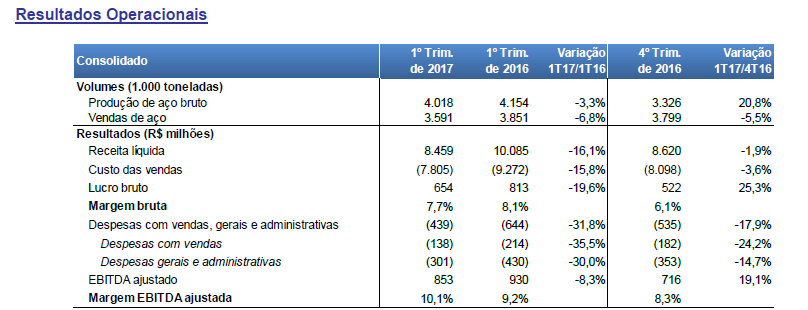 Resultados Operacionais
Consolidado 1º Trim. de 2017 1º Trim. de 2016 Variação 1T17/1T16 4º Trim. de 2016 Variação 1T17/4T16
Volumes (1.000 toneladas)
Produção de aço bruto 4.018 4.154 -3,3% 3.326 20,8%
Vendas de aço 3.591 3.851 -6,8% 3.799 -5,5%
Resultados (R$ milhões)
Receita líquida 8.459 10.085 -16,1% 8.620 -1,9%
Custo das vendas (7.805) (9.272) -15,8% (8.098) -3,6%
Lucro bruto 654 813 -19,6% 522 25,3%
Margem bruta 7,7% 8,1% 6,1%
Despesas com vendas, gerais e administrativas (439) (644) -31,8% (535) -17,9%
Despesas com vendas (138) (214) -35,5% (182) -24,2%
Despesas gerais e administrativas (301) (430) -30,0% (353) -14,7%
EBITDA ajustado 853 930 -8,3% 716 19,1%
Margem EBITDA ajustada 10,1% 9,2% 8,3%